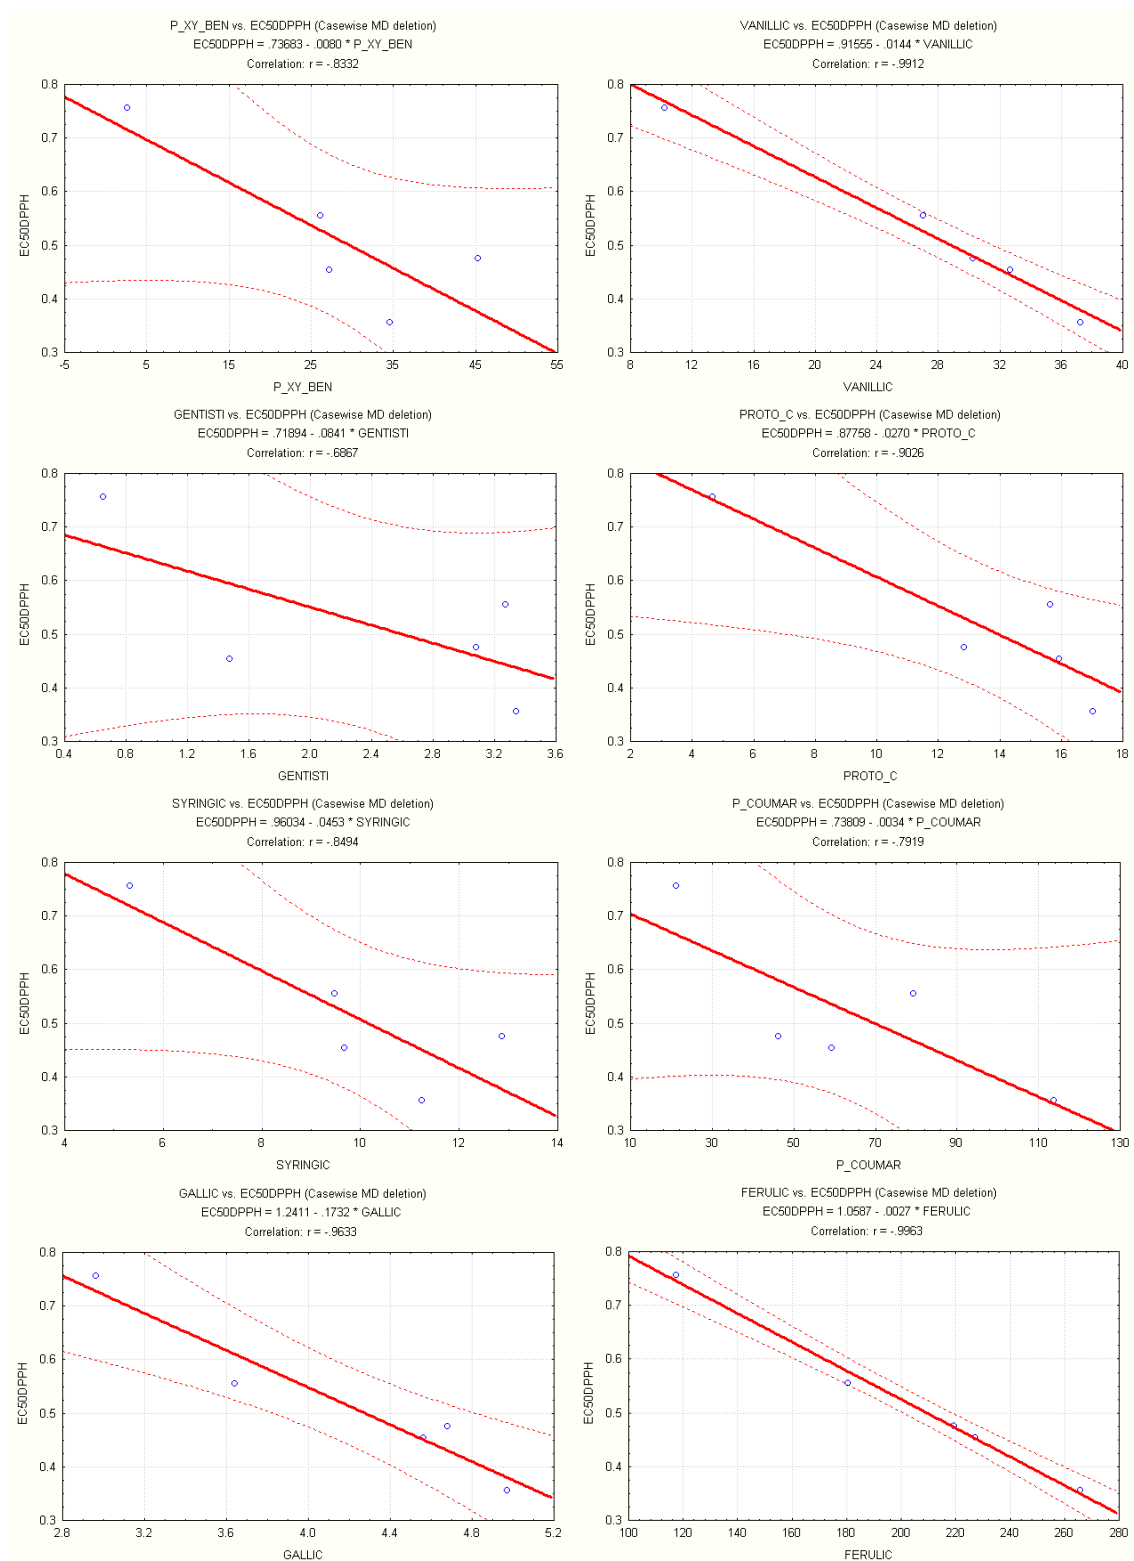 P_XY_BEN vs. EC50DPPH (Casewise MD deletion)
EC50DPPH = .73683 - .0080 * P_XY_BEN
Correlation: r = -.8332
0.8
0.7
0.6
0.5
0.4
0.3
EC50DPPH
-5 5 15 25 35 45 55
P_XY_BEN
VANILLIC vs. EC50DPPH (Casewise MD deletion)
EC50DPPH = .91555 - .0144 * VANILLIC
Correlation: r = -.9912
0.8
0.7
0.6
0.5
0.4
0.3
EC50DPPH
8 12 16 20 24 28 32 36 40
VANILLIC
GENTISTI vs. EC50DPPH (Casewise MD deletion)
EC50DPPH = .71894 - .0841 * GENTISTI
Correlation: r = -.6867
0.8
0.7
0.6
0.5
0.4
0.3
EC50DPPH
0.4 0.8 1.2 1.6 2.0 2.4 2.8 3.2 3.6
GENTISTI
PROTO_C vs. EC50DPPH (Casewise MD deletion)
EC50DPPH = .87758 - .0270 * PROTO_C
Correlation: r = -.9026
0.8
0.7
0.6
0.5
0.4
0.3
EC50DPPH
2 4 6 8 10 12 14 16 18
PROTO_C
SYRINGIC vs. EC50DPPH (Casewise MD deletion)
EC50DPPH = .96034 - .0453 * SYRINGIC
Correlation: r = -.8494
0.8
0.7
0.6
0.5
0.4
0.3
EC50DPPH
4 6 8 10 12 14
SYRINGIC
P_COUMAR vs. EC50DPPH (Casewise MD deletion)
EC50DPPH = .73809 - .0034 * P_COUMAR
Correlation: r = -.7919
0.8
0.7
0.6
0.5
0.4
0.3
EC50DPPH
10 30 50 70 90 110 130
P_COUMAR
GALLIC vs. EC50DPPH (Casewise MD deletion)
EC50DPPH = 1.2411 - .1732 * GALLIC
Correlation: r = -.9633
0.8
0.7
0.6
0.5
0.4
0.3
EC50DPPH
2.8 3.2 3.6 4.0 4.4 4.8 5.2
GALLIC
FERULIC vs. EC50DPPH (Casewise MD deletion)
EC50DPPH = 1.0587 - .0027 * FERULIC
Correlation: r = -.9963
0.8
0.7
0.6
0.5
0.4
0.3
EC50DPPH
100 120 140 160 180 200 220 240 260 280
FERULIC